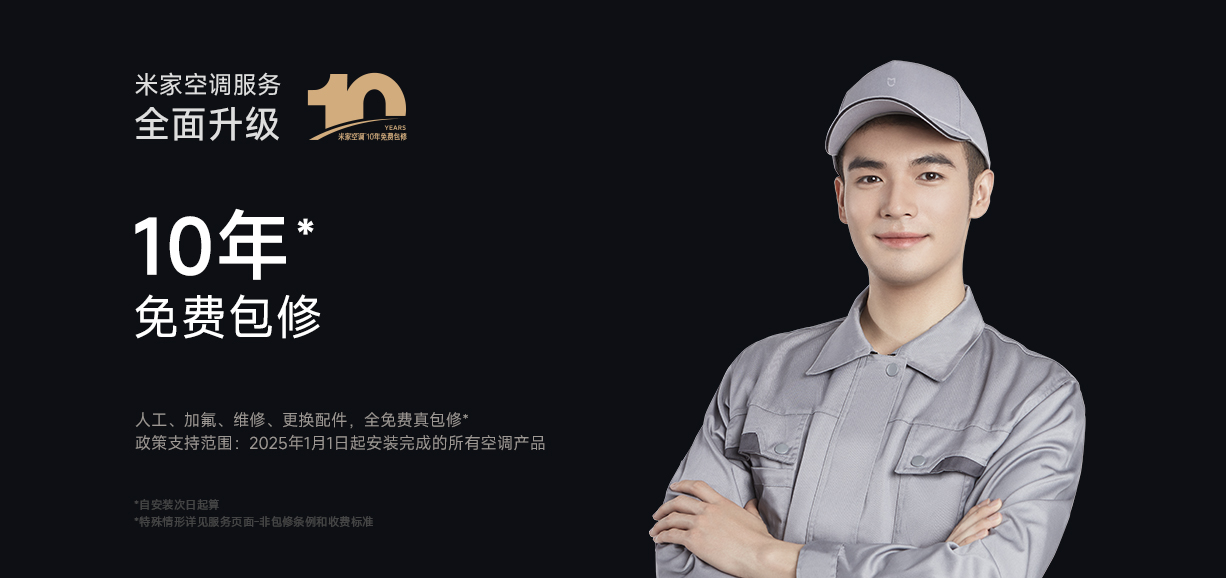 米家空调服务
全面升级
10
YEARS
米家空调 10年免费包修
10年*
免费包修
人工、加氟、维修、更换配件，全免费真包修*
政策支持范围：2025年1月1日起安装完成的所有空调产品
*自安装次日起算
*特殊情形详见服务页面-非包修条例和收费标准